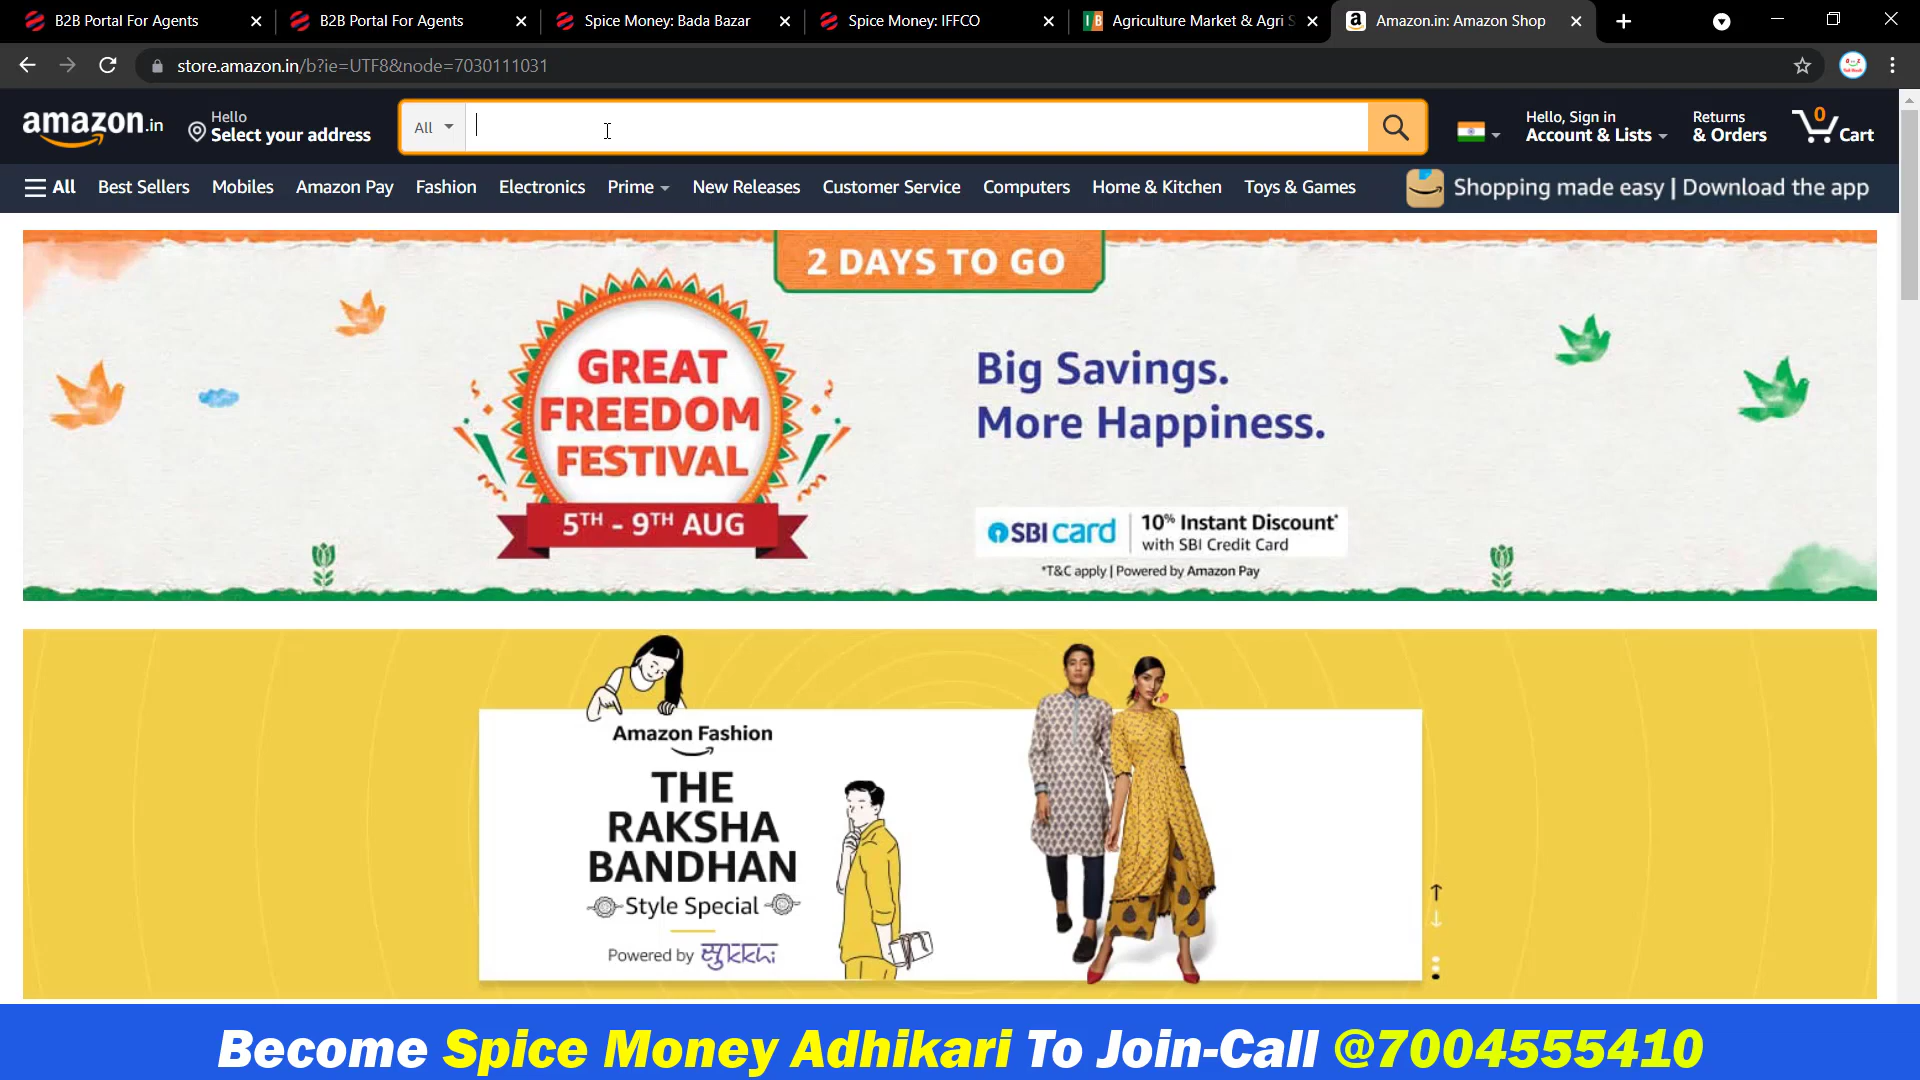 B2B Portal For Agents
B2B Portal For Agents
Spice Money: Bada Bazar
Spice Money: IFFCO
Agriculture Market & Agri S
Amazon.in: Amazon Shop
store.amazon.in/b?ie=UTF8&node=7030111031
amazon.in
Hello
Select your address
All
Hello, Sign in
Account & Lists
Returns
& Orders
0
Cart
All
Best Sellers
Mobiles
Amazon Pay
Fashion
Electronics
Prime
New Releases
Customer Service
Computers
Home & Kitchen
Toys & Games
Shopping made easy | Download the app
2 DAYS TO GO
GREAT
FREEDOM
FESTIVAL
5TH - 9TH AUG
Big Savings.
More Happiness.
SBI card
10% Instant Discount*
with SBI Credit Card
*T&C apply | Powered by Amazon Pay
Amazon Fashion
THE
RAKSHA
BANDHAN
Style Special
Powered by सुkkhi
Become Spice Money Adhikari To Join-Call @7004555410